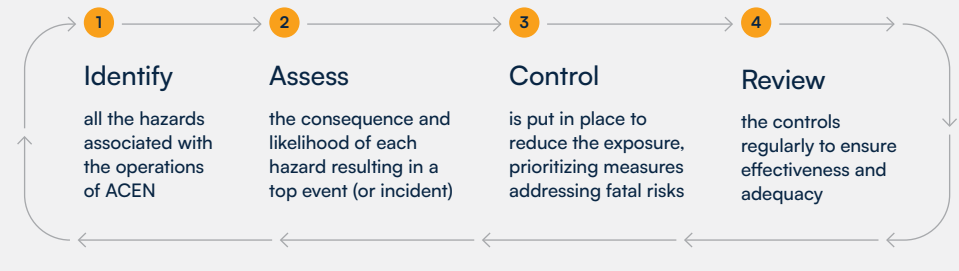 1
Identify
all the hazards
associated with
the operations
of ACEN
2
Assess
the consequence and
likelihood of each
hazard resulting in a
top event (or incident)
3
Control
is put in place to
reduce the exposure,
prioritizing measures
addressing fatal risks
4
Review
the controls
regularly to ensure
effectiveness and
adequacy